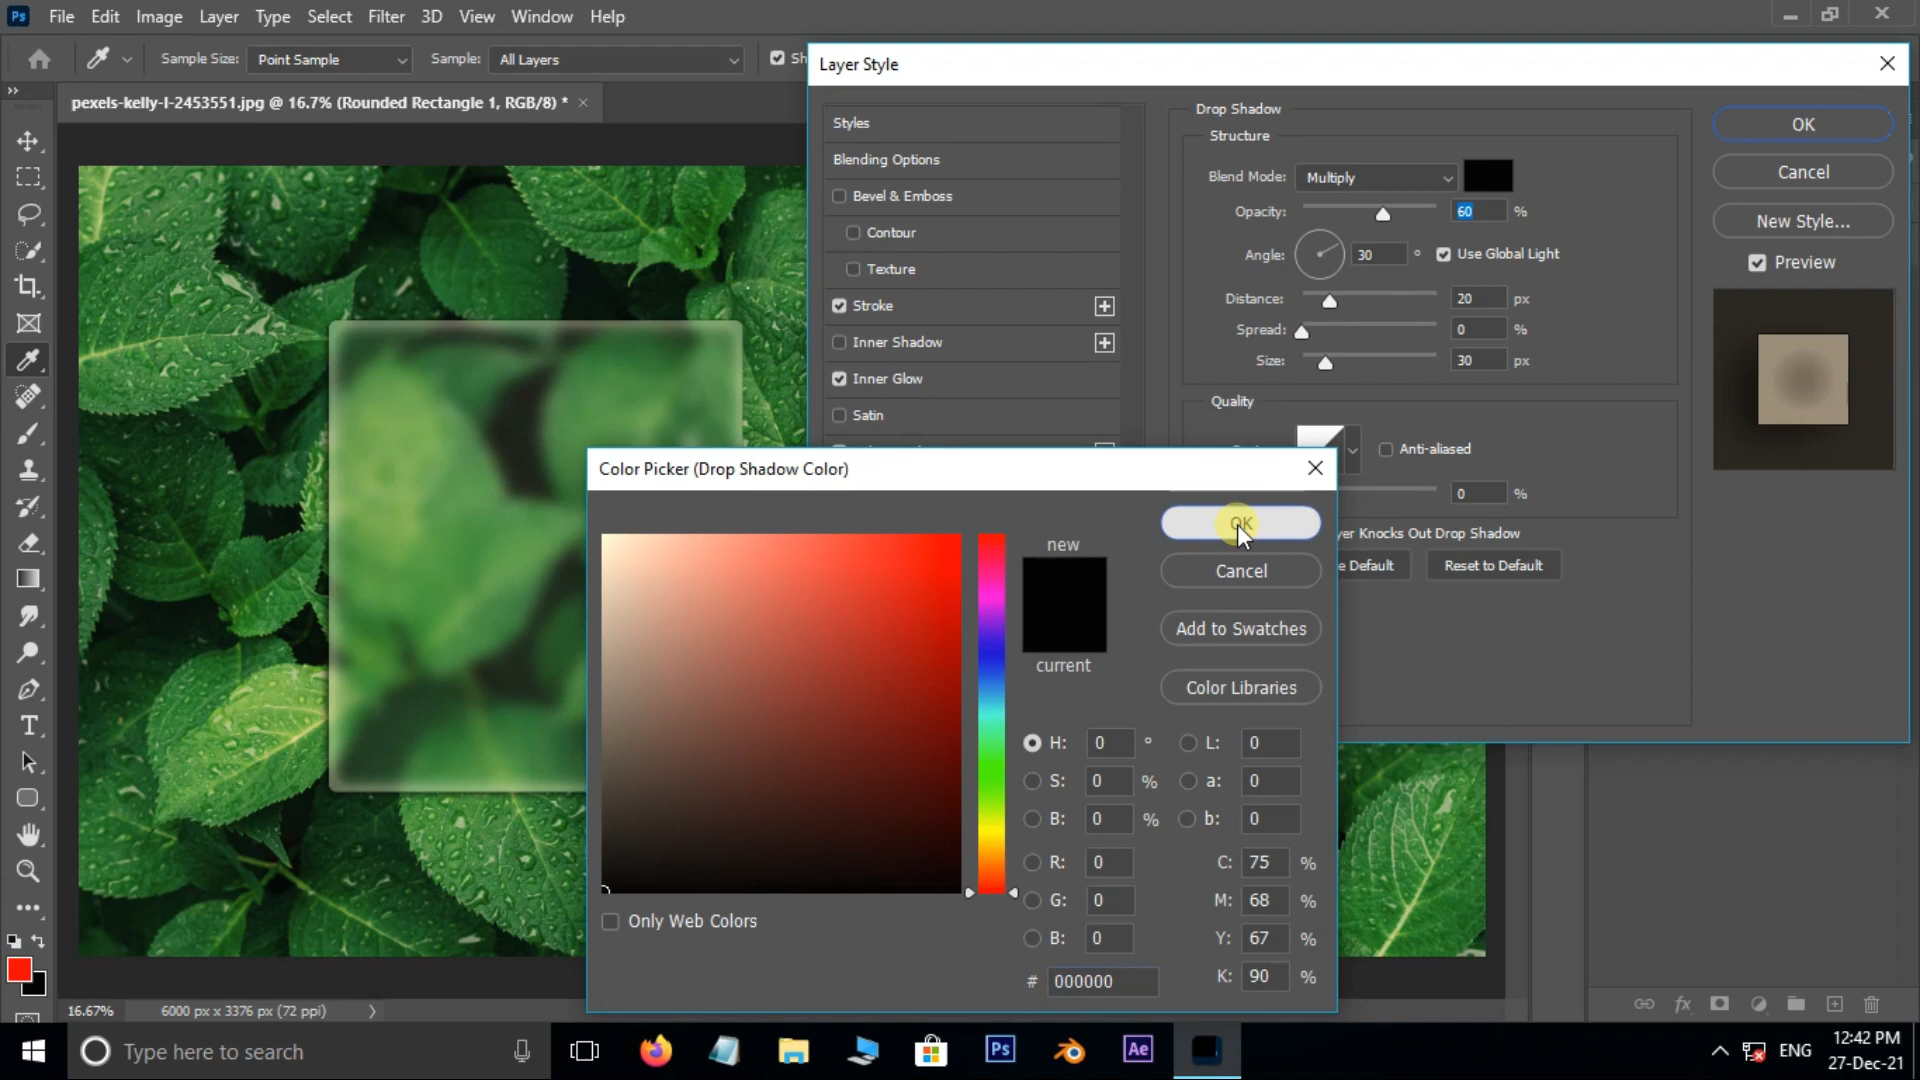 Ps File Edit Image Layer Type Select Filter 3D View Window Help
Sample Size: Point Sample Sample: All Layers
pexels-kelly-l-2453551.jpg @ 16.7% (Rounded Rectangle 1, RGB/8) *
Layer Style
Styles
Blending Options
Bevel & Emboss
Contour
Texture
Stroke
Inner Shadow
Inner Glow
Satin
Drop Shadow
Structure
Blend Mode: Multiply
Opacity: 60 %
Angle: 30 ° Use Global Light
Distance: 20 px
Spread: 0 %
Size: 30 px
Quality
Anti-aliased
0 %
Layer Knocks Out Drop Shadow
Reset to Default
OK
Cancel
New Style...
Preview
Color Picker (Drop Shadow Color)
new
current
OK
Cancel
Add to Swatches
Color Libraries
H: 0 ° L: 0
S: 0 % a: 0
B: 0 % b: 0
R: 0 C: 75 %
G: 0 M: 68 %
B: 0 Y: 67 %
# 000000 K: 90 %
Only Web Colors
16.67% 6000 px x 3376 px (72 ppi)
Type here to search
Ps Ae
ENG
12:42 PM
27-Dec-21